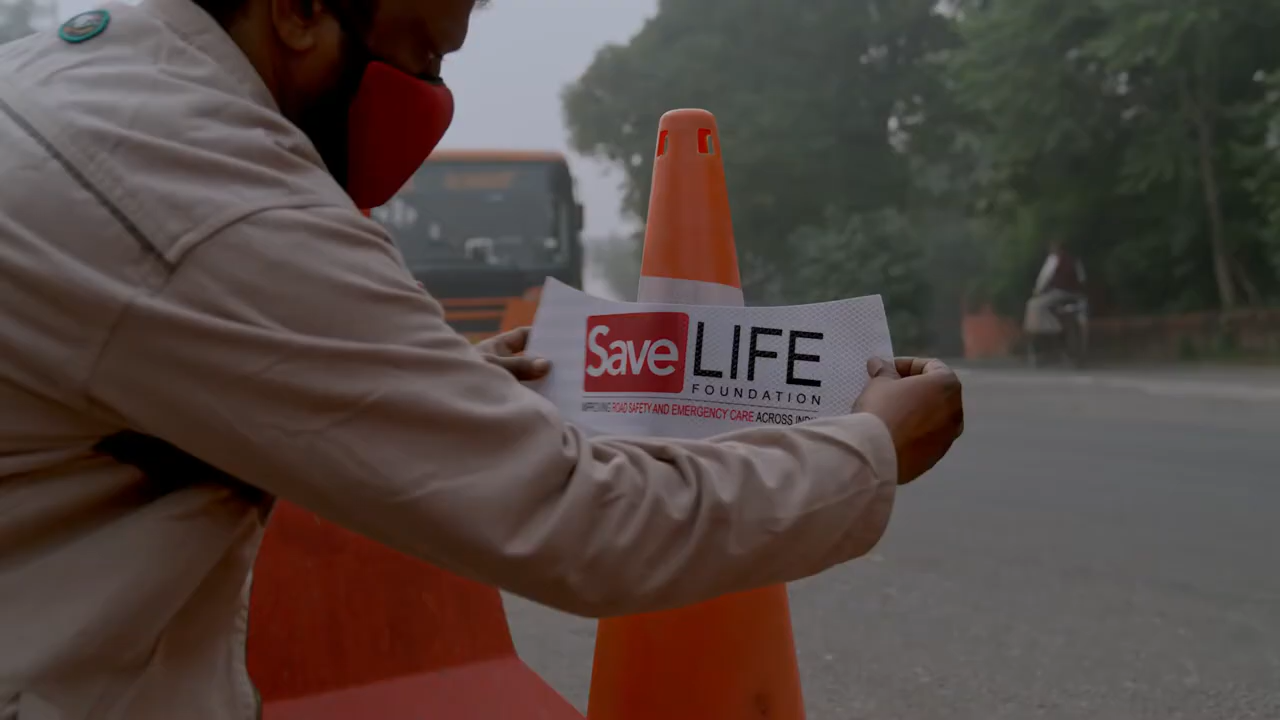 Save LIFE
FOUNDATION
IMPROVING ROAD SAFETY AND EMERGENCY CARE ACROSS